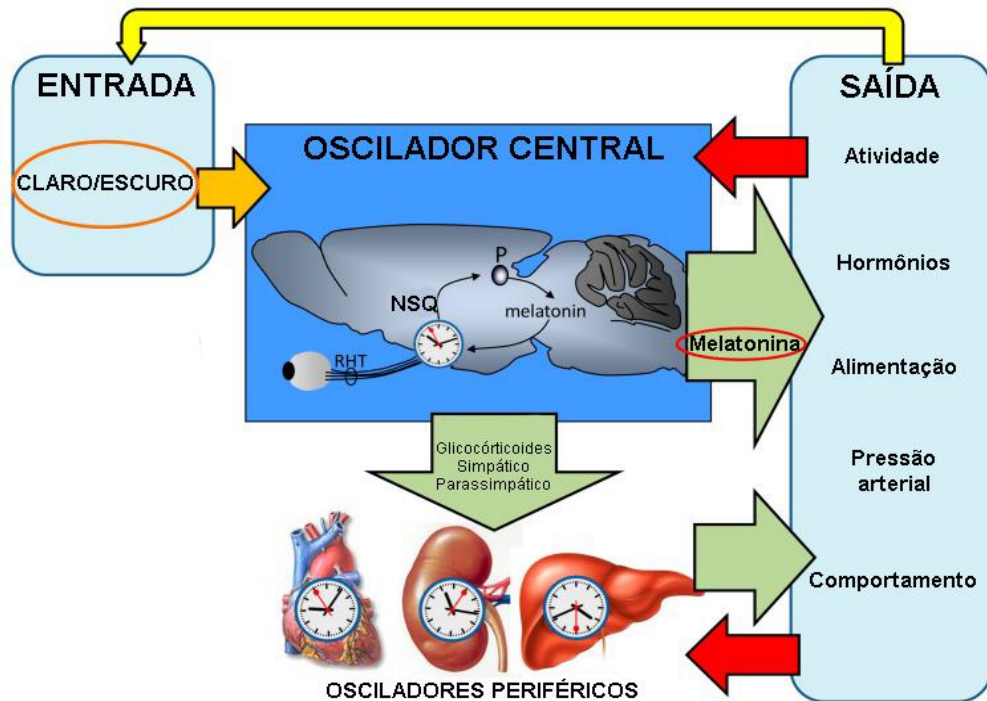 ENTRADA
CLARO/ESCURO
OSCILADOR CENTRAL
P
NSQ
melatonin
RHT
Melatonina
Glicocórticoides
Simpático
Parassimpático
OSCILADORES PERIFÉRICOS
SAÍDA
Atividade
Hormônios
Alimentação
Pressão
arterial
Comportamento